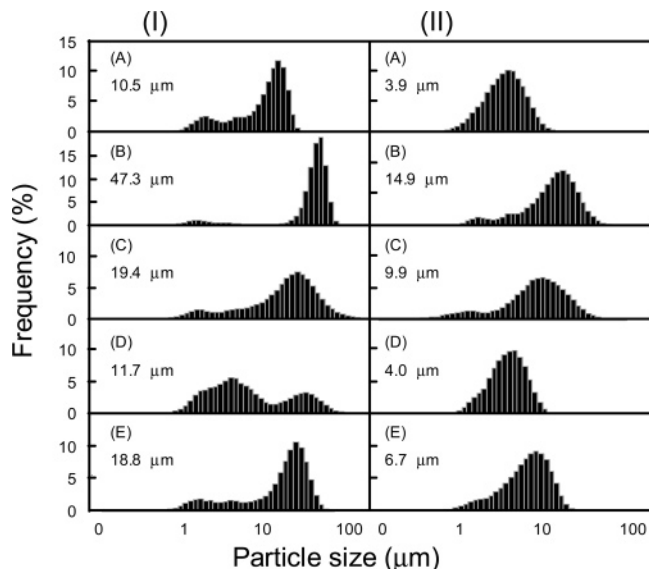 (I) (II)
15
(A) (A)
10
10.5 μm 3.9 μm
5
0
(B) (B)
15
47.3 μm 14.9 μm
10
5
0
(C) (C)
10
19.4 μm 9.9 μm
5
0
(D) (D)
10
11.7 μm 4.0 μm
5
0
(E) (E)
10
18.8 μm 6.7 μm
5
0
0 1 10 100 0 1 10 100
Particle size (μm)
Frequency (%)